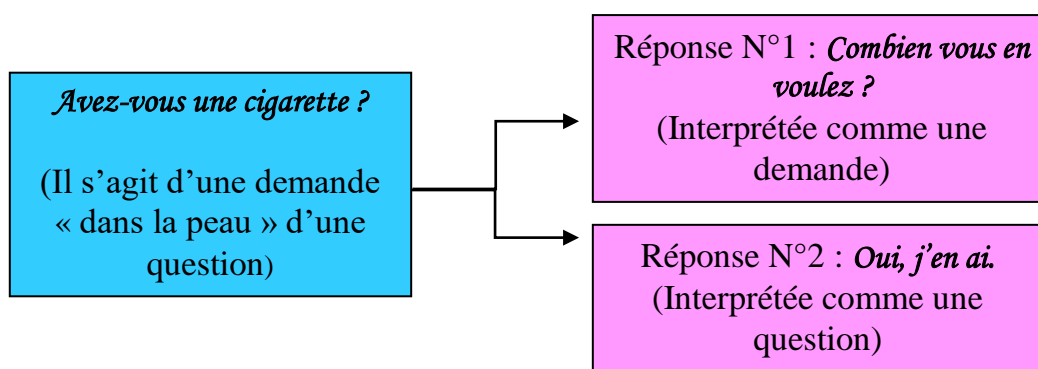 Avez-vous une cigarette ?
(Il s’agit d’une demande
« dans la peau » d’une
question)
Réponse N°1 : Combien vous en
voulez ?
(Interprétée comme une
demande)
Réponse N°2 : Oui, j’en ai.
(Interprétée comme une
question)